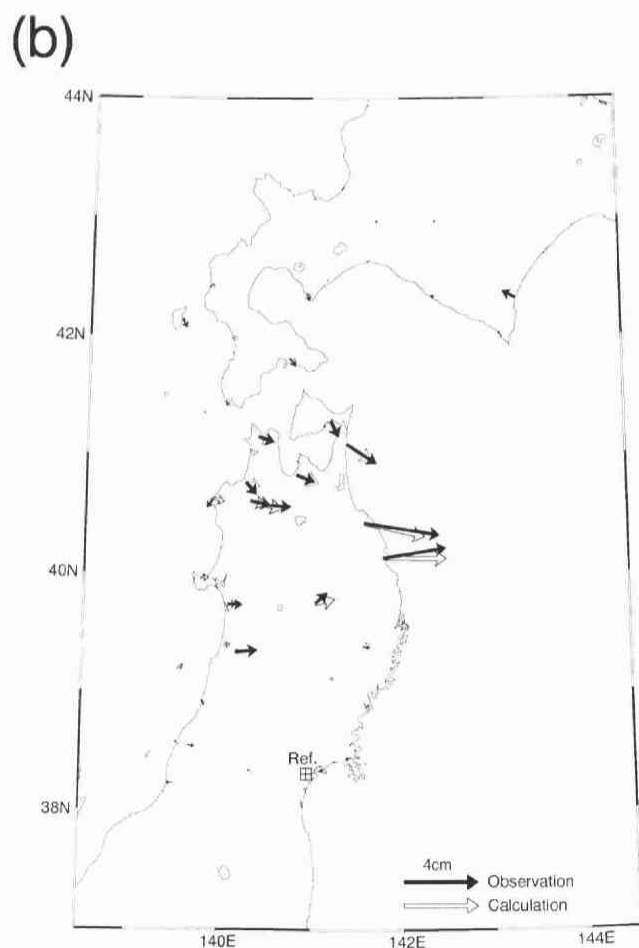 (b)
44N
42N
40N
38N
Ref.
4cm
Observation
Calculation
140E
142E
144E